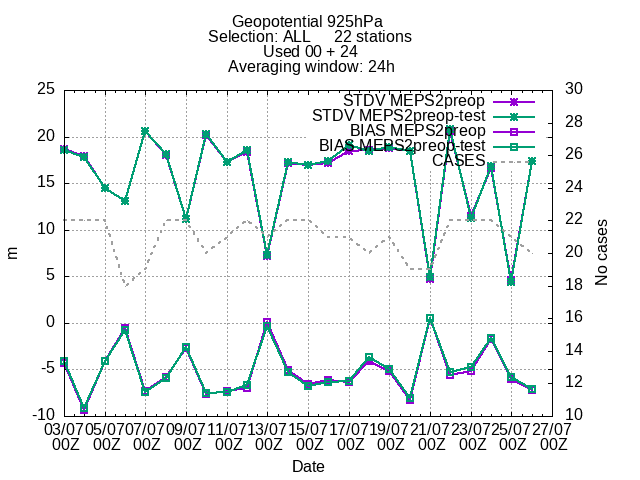 Geopotential 925hPa
Selection: ALL 22 stations
Used 00 + 24
Averaging window: 24h
25 30
STDV MEPS2preop
STDV MEPS2preop-test 28
20 BIAS MEPS2preop
BIAS MEPS2preop-test 26
CASES
15 24
10 22
m No cases
20
5 18
0 16
14
-5 12
-10 10
03/07 05/07 07/07 09/07 11/07 13/07 15/07 17/07 19/07 21/07 23/07 25/07 27/07
00Z 00Z 00Z 00Z 00Z 00Z 00Z 00Z 00Z 00Z 00Z 00Z 00Z
Date